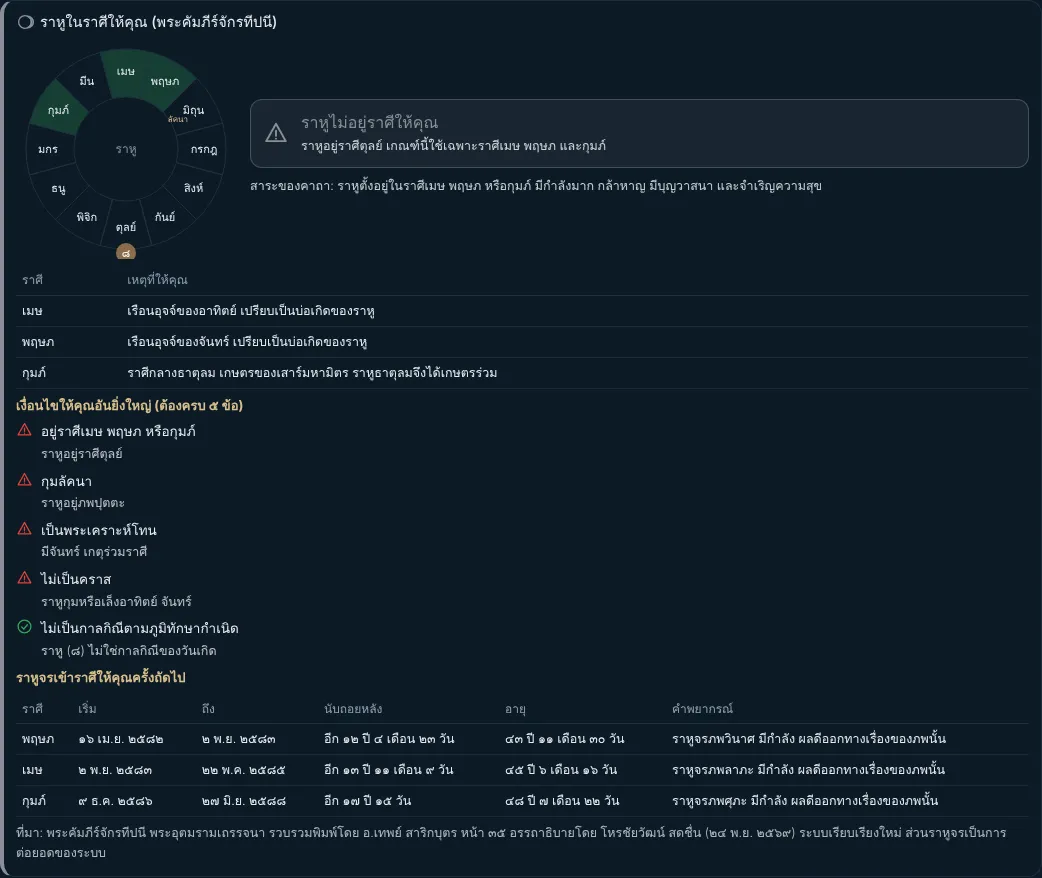 ราหูในราศีให้คุณ (พระคัมภีร์จักรทีปนี)
เมษ
มีน
พฤษภ
กุมภ์
มิถุน
ลัคนา
มกร
ราหู
กรกฎ
ธนู
สิงห์
พิจิก
กันย์
ตุลย์
๘
ราหูไม่อยู่ราศีให้คุณ
ราหูอยู่ราศีตุลย์ เกณฑ์นี้ใช้เฉพาะราศีเมษ พฤษภ และกุมภ์
สาระของคาถา: ราหูตั้งอยู่ในราศีเมษ พฤษภ หรือกุมภ์ มีกำลังมาก กล้าหาญ มีบุญวาสนา และจำเริญความสุข
ราศี เหตุที่ให้คุณ
เมษ เรือนอุจจ์ของอาทิตย์ เปรียบเป็นบ่อเกิดของราหู
พฤษภ เรือนอุจจ์ของจันทร์ เปรียบเป็นบ่อเกิดของราหู
กุมภ์ ราศีกลางธาตุลม เกษตรของเสาร์มหามิตร ราหูธาตุลมจึงได้เกษตรร่วม
เงื่อนไขให้คุณอันยิ่งใหญ่ (ต้องครบ ๕ ข้อ)
อยู่ราศีเมษ พฤษภ หรือกุมภ์
ราหูอยู่ราศีตุลย์
กุมลัคนา
ราหูอยู่ภพปุตตะ
เป็นพระเคราะห์โทน
มีจันทร์ เกตุร่วมราศี
ไม่เป็นคราส
ราหูกุมหรือเล็งอาทิตย์ จันทร์
ไม่เป็นกาลกิณีตามภูมิทักษากำเนิด
ราหู (๘) ไม่ใช่กาลกิณีของวันเกิด
ราหูจรเข้าราศีให้คุณครั้งถัดไป
ราศี เริ่ม ถึง นับถอยหลัง อายุ คำพยากรณ์
พฤษภ ๑๖ เม.ย. ๒๕๘๒ ๒ พ.ย. ๒๕๘๓ อีก ๑๒ ปี ๔ เดือน ๒๓ วัน ๔๓ ปี ๑๑ เดือน ๓๐ วัน ราหูจรภพวินาศ มีกำลัง ผลดีออกทางเรื่องของภพนั้น
เมษ ๒ พ.ย. ๒๕๘๓ ๒๒ พ.ค. ๒๕๘๕ อีก ๑๓ ปี ๑๑ เดือน ๙ วัน ๔๕ ปี ๖ เดือน ๑๖ วัน ราหูจรภพลาภะ มีกำลัง ผลดีออกทางเรื่องของภพนั้น
กุมภ์ ๙ ธ.ค. ๒๕๘๖ ๒๗ มิ.ย. ๒๕๘๘ อีก ๑๗ ปี ๑๕ วัน ๔๘ ปี ๗ เดือน ๒๒ วัน ราหูจรภพศุภะ มีกำลัง ผลดีออกทางเรื่องของภพนั้น
ที่มา: พระคัมภีร์จักรทีปนี พระอุตมรามเถรรจนา รวบรวมพิมพ์โดย อ.เทพย์ สาริกบุตร หน้า ๓๕ อรรถาธิบายโดย โหรชัยวัฒน์ สดชื่น (๒๔ พ.ย. ๒๕๖๙) ระบบเรียบเรียงใหม่ ส่วนราหูจรเป็นการ
ต่อยอดของระบบ